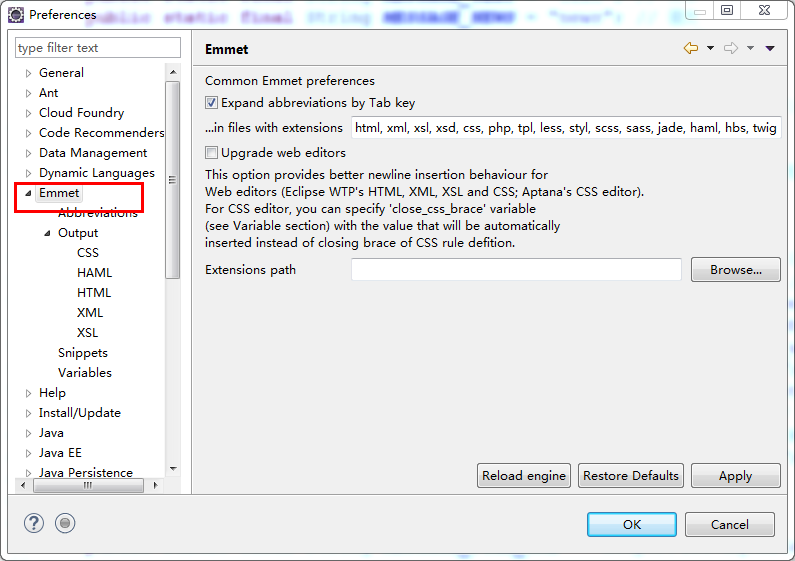 public static final String MESSAGE_NEWS = "news"; //
Preferences
type filter text
General
Ant
Cloud Foundry
Code Recommenders
Data Management
Dynamic Languages
Emmet
Abbreviations
Output
CSS
HAML
HTML
XML
XSL
Snippets
Variables
Help
Install/Update
Java
Java EE
Java Persistence
Emmet
Common Emmet preferences
Expand abbreviations by Tab key
...in files with extensions html, xml, xsl, xsd, css, php, tpl, less, styl, scss, sass, jade, haml, hbs, twig
Upgrade web editors
This option provides better newline insertion behaviour for
Web editors (Eclipse WTP's HTML, XML, XSL and CSS; Aptana's CSS editor).
For CSS editor, you can specify 'close_css_brace' variable
(see Variable section) with the value that will be automatically
inserted instead of closing brace of CSS rule defition.
Extensions path Browse...
Reload engine Restore Defaults Apply
OK Cancel